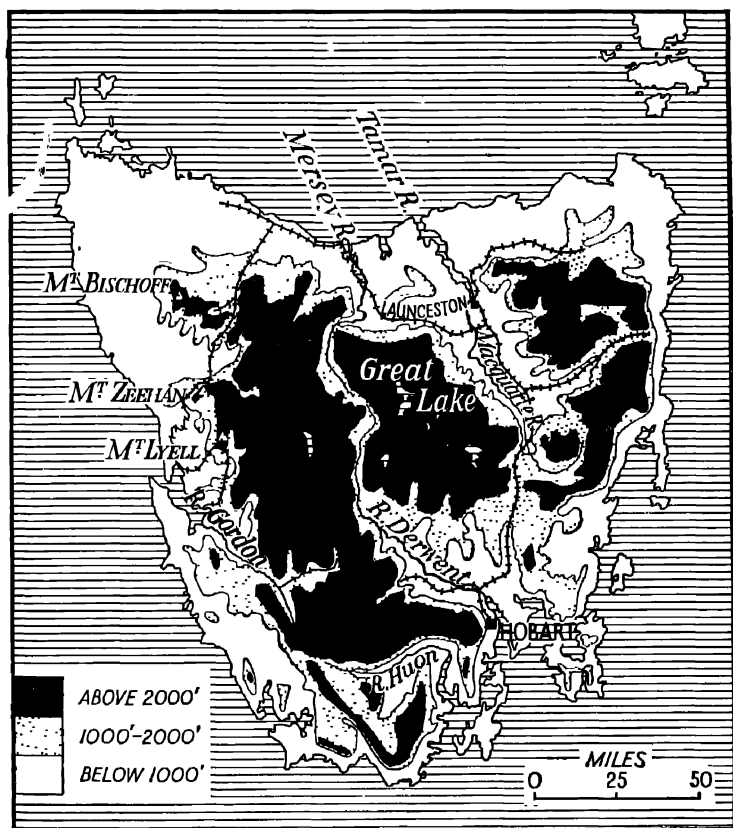 Mersey R.
Tamar R.
MT BISCHOFF
LAUNCESTON
Macquarie R.
Great
Lake
MT ZEEHAN
MT LYELL
R. Gordon
R. Derwent
HOBART
R. Huon
ABOVE 2000'
1000'-2000'
BELOW 1000'
MILES
0 25 50